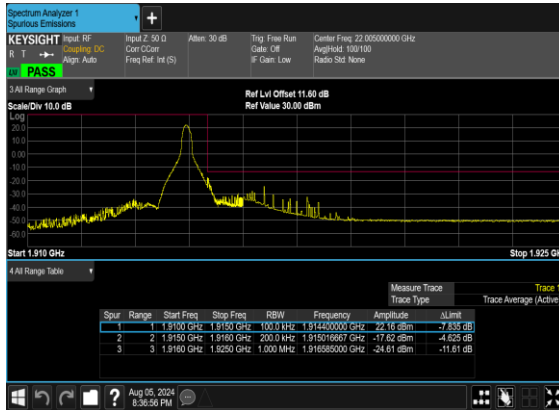 Spectrum Analyzer 1
Spurious Emissions
KEYSIGHT Input: RF Input Z: 50 Ω Atten: 30 dB Trig: Free Run Center Freq: 22.005000000 GHz
R T Coupling: DC Corr CCorr Gate: Off Avg|Hold: 100/100
Align: Auto Freq Ref: Int (S) IF Gain: Low Radio Std: None
PASS
3 All Range Graph
Ref Lvl Offset 11.60 dB
Scale/Div 10.0 dB Ref Value 30.00 dBm
Log
20.0
10.0
0.00
-10.0
-20.0
-30.0
-40.0
-50.0
-60.0
Start 1.910 GHz Stop 1.925 GH
4 All Range Table
Measure Trace Trace 1
Trace Type Trace Average (Active
Spur Range Start Freq Stop Freq RBW Frequency Amplitude ΔLimit
1 1 1.9100 GHz 1.9150 GHz 100.0 kHz 1.914400000 GHz 22.16 dBm -7.835 dB
2 2 1.9150 GHz 1.9160 GHz 200.0 kHz 1.915016667 GHz -17.62 dBm -4.625 dB
3 3 1.9160 GHz 1.9250 GHz 1.000 MHz 1.916585000 GHz -24.61 dBm -11.61 dB
Aug 05, 2024
8:36:56 PM